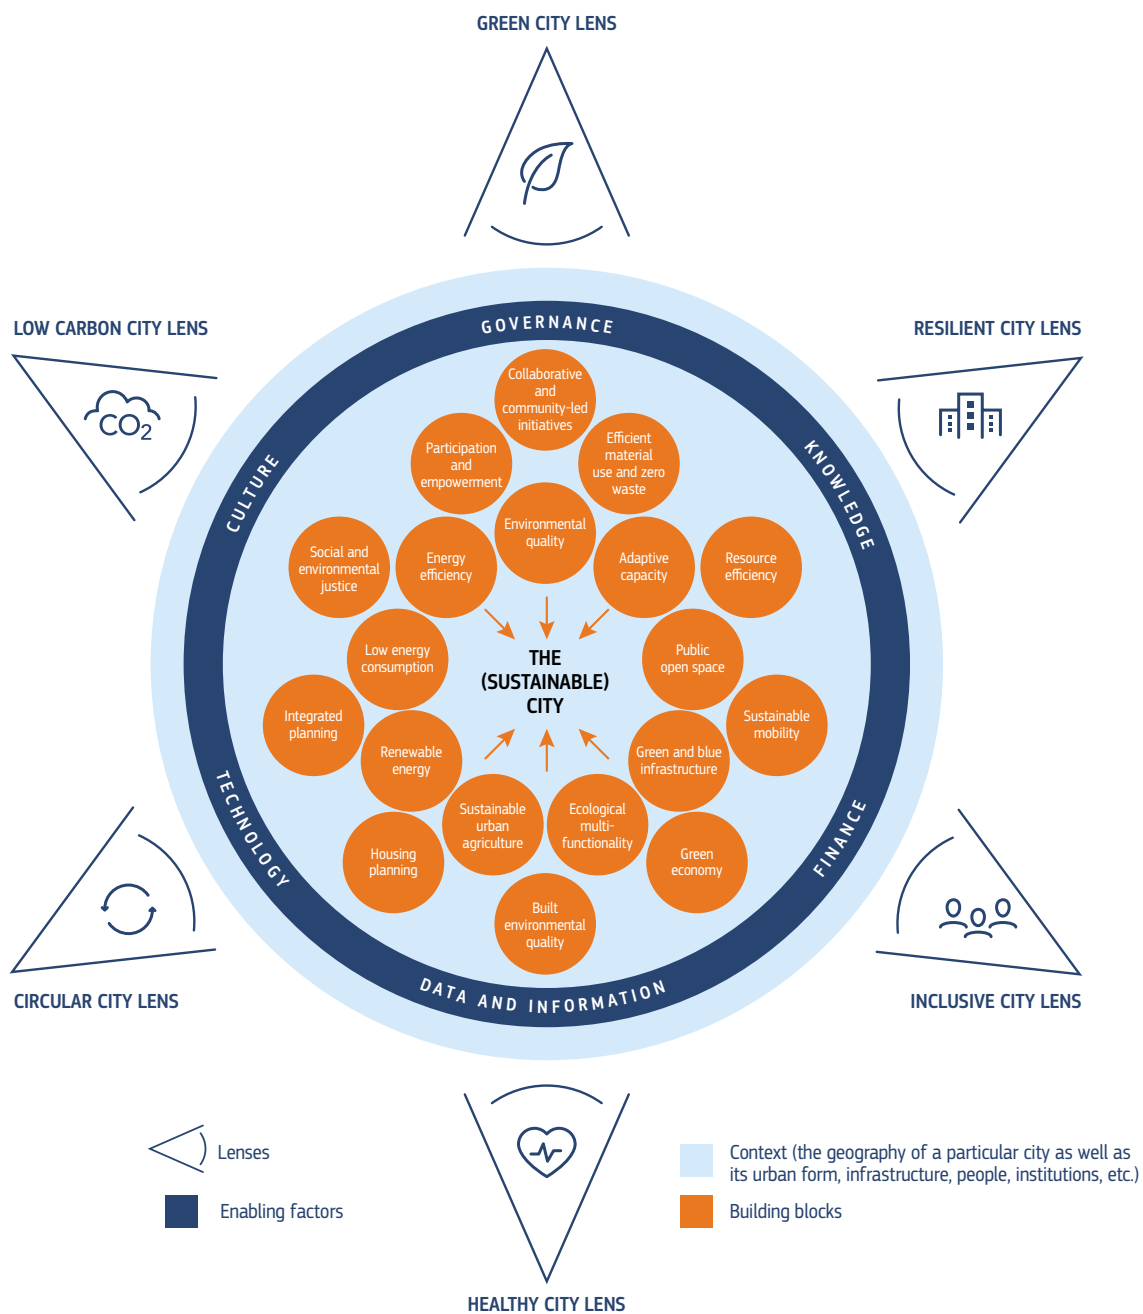 GREEN CITY LENS
LOW CARBON CITY LENS
CO2
RESILIENT CITY LENS
GOVERNANCE
CULTURE
KNOWLEDGE
TECHNOLOGY
FINANCE
DATA AND INFORMATION
Collaborative
and
community-led
initiatives
Participation
and
empowerment
Efficient
material
use and zero
waste
Environmental
quality
Social and
environmental
justice
Energy
efficiency
Adaptive
capacity
Resource
efficiency
Low energy
consumption
THE
(SUSTAINABLE)
CITY
Public
open space
Integrated
planning
Sustainable
mobility
Renewable
energy
Green and blue
infrastructure
Sustainable
urban
agriculture
Ecological
multi-
functionality
Housing
planning
Green
economy
Built
environmental
quality
CIRCULAR CITY LENS
INCLUSIVE CITY LENS
Lenses
Enabling factors
Context (the geography of a particular city as well as
its urban form, infrastructure, people, institutions, etc.)
Building blocks
HEALTHY CITY LENS